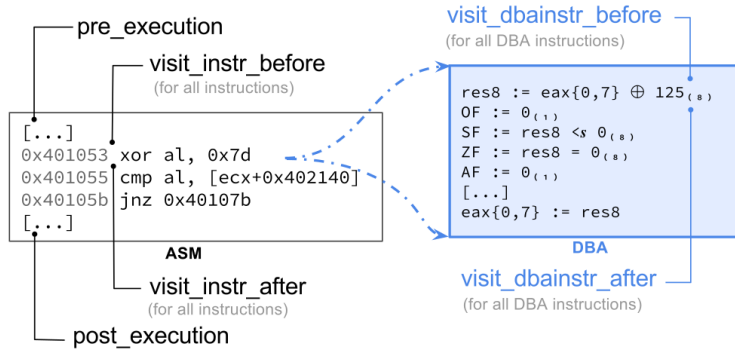 pre_execution
visit_instr_before
(for all instructions)
[...]
0x401053 xor al, 0x7d
0x401055 cmp al, [ecx+0x402140]
0x40105b jnz 0x40107b
[...]
ASM
visit_instr_after
(for all instructions)
post_execution
visit_dbainstr_before
(for all DBA instructions)
res8 := eax{0,7} ⊕ 125₍₈₎
OF := 0₍₁₎
SF := res8 <s 0₍₈₎
ZF := res8 = 0₍₈₎
AF := 0₍₁₎
[...]
eax{0,7} := res8
DBA
visit_dbainstr_after
(for all DBA instructions)